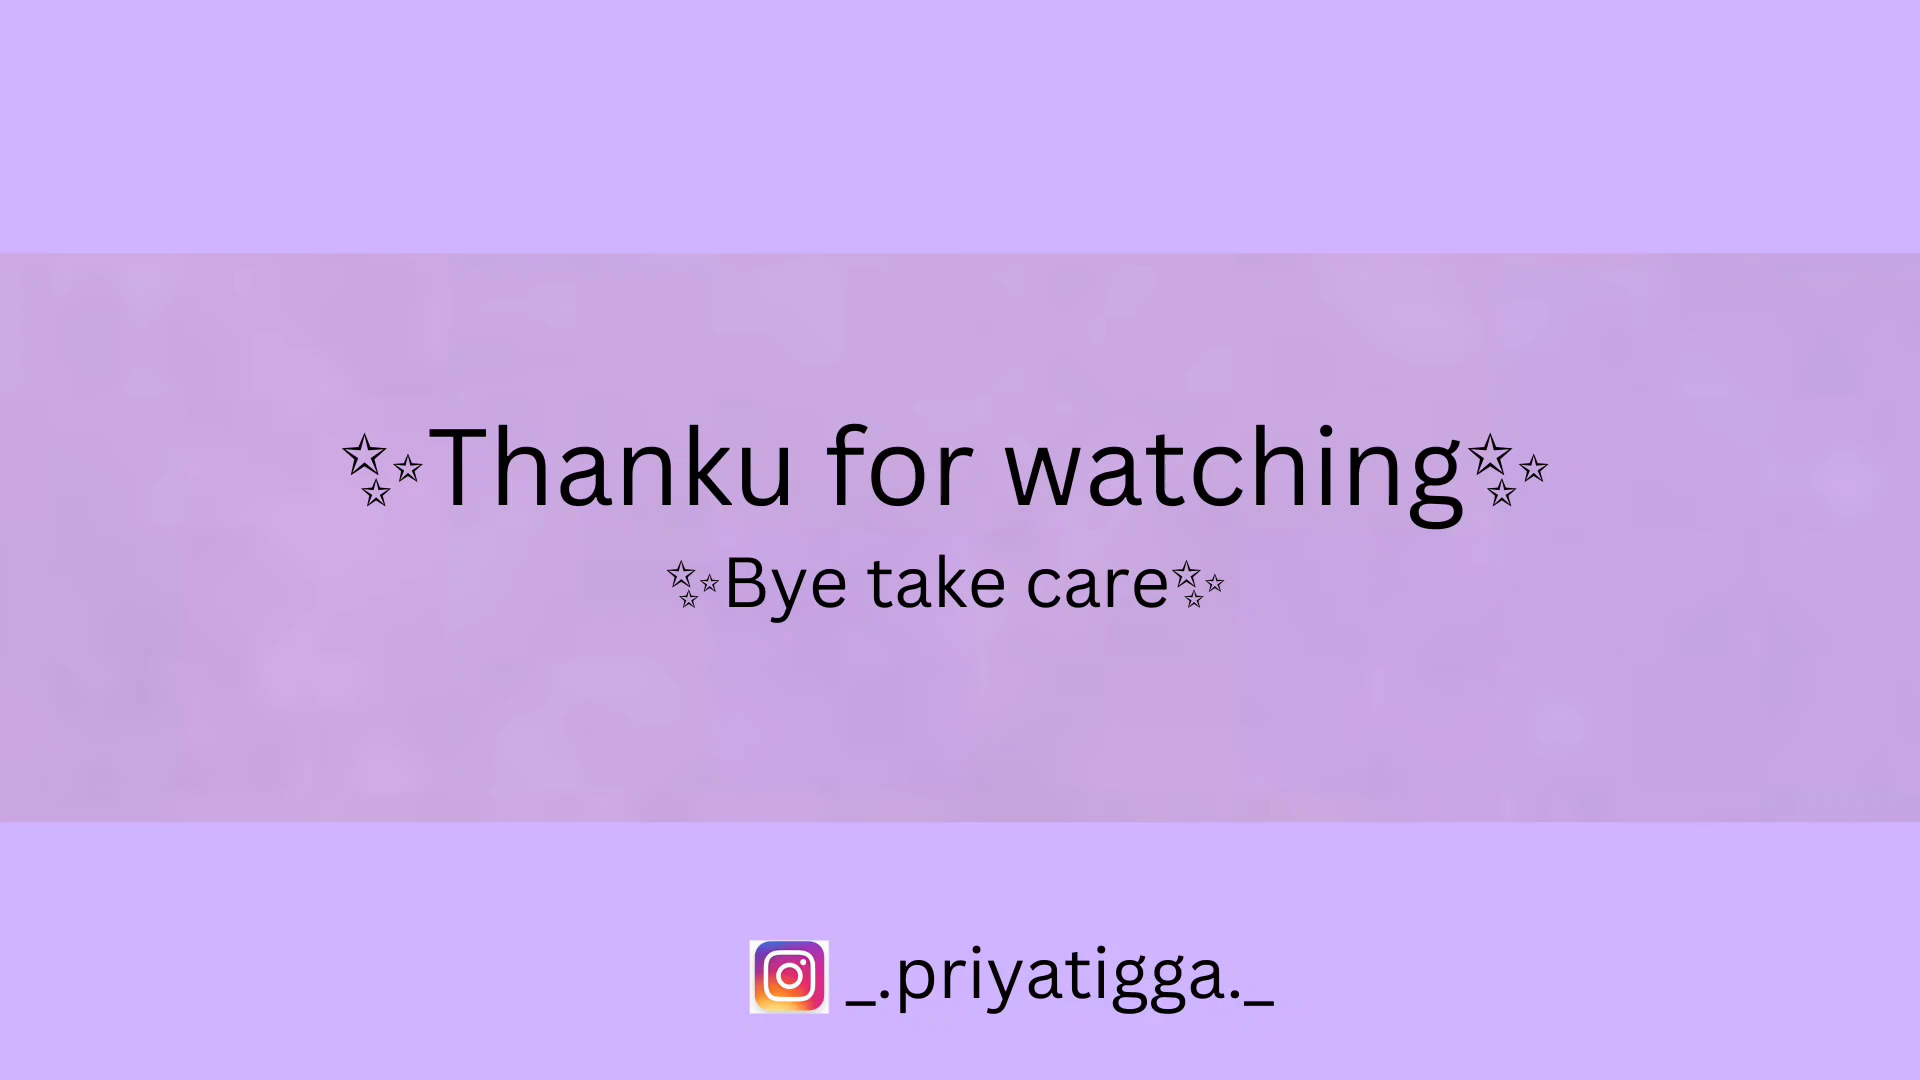 ✨Thanku for watching✨
✨Bye take care✨
_.priyatigga._